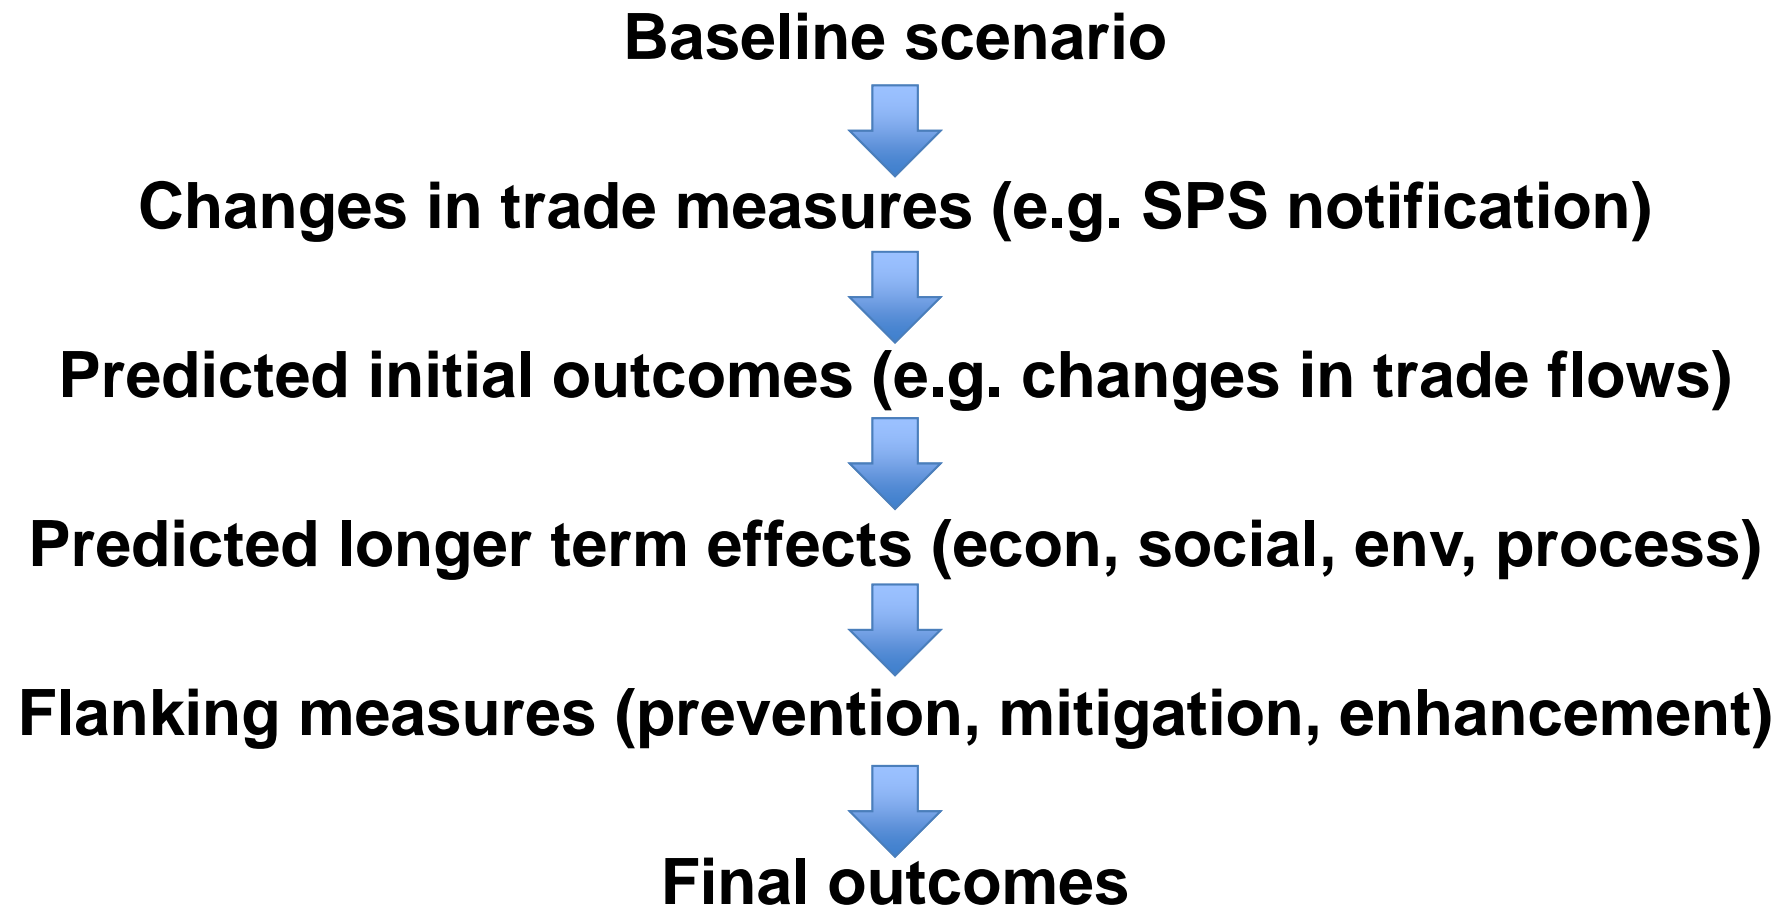 Baseline scenario
Changes in trade measures (e.g. SPS notification)
Predicted initial outcomes (e.g. changes in trade flows)
Predicted longer term effects (econ, social, env, process)
Flanking measures (prevention, mitigation, enhancement)
Final outcomes